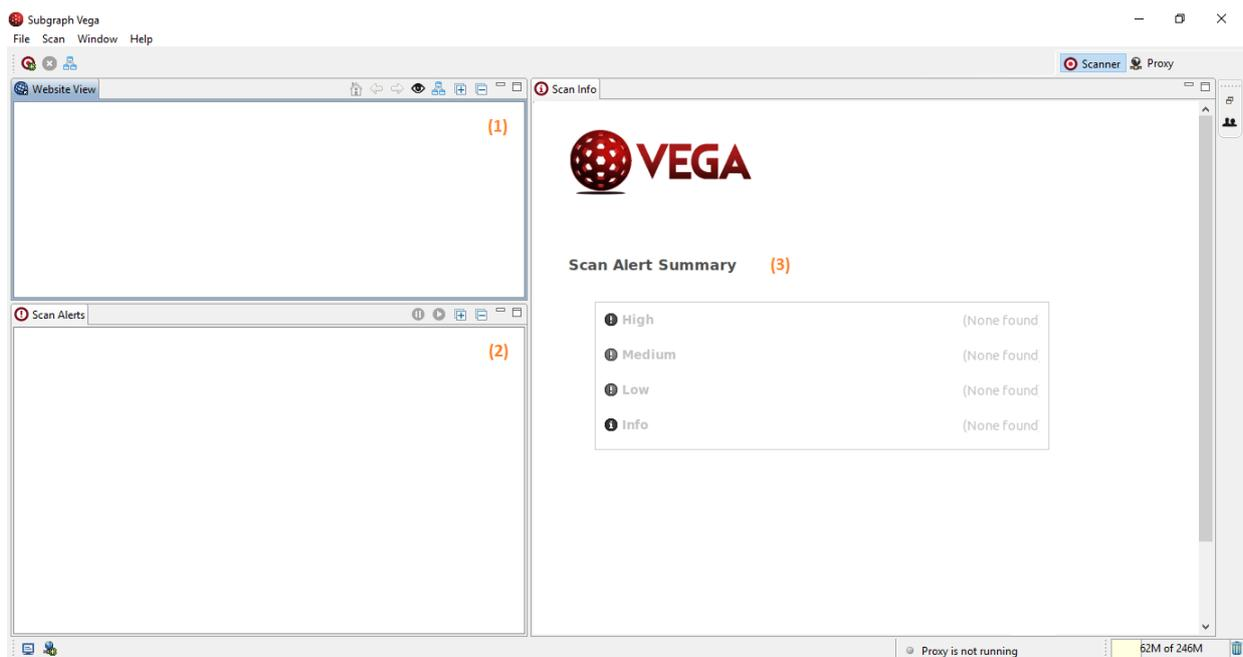 Subgraph Vega
File Scan Window Help
Scanner Proxy
Website View
(1)
Scan Alerts
(2)
Scan Info
VEGA
Scan Alert Summary (3)
High (None found
Medium (None found
Low (None found
Info (None found
Proxy is not running
62M of 246M